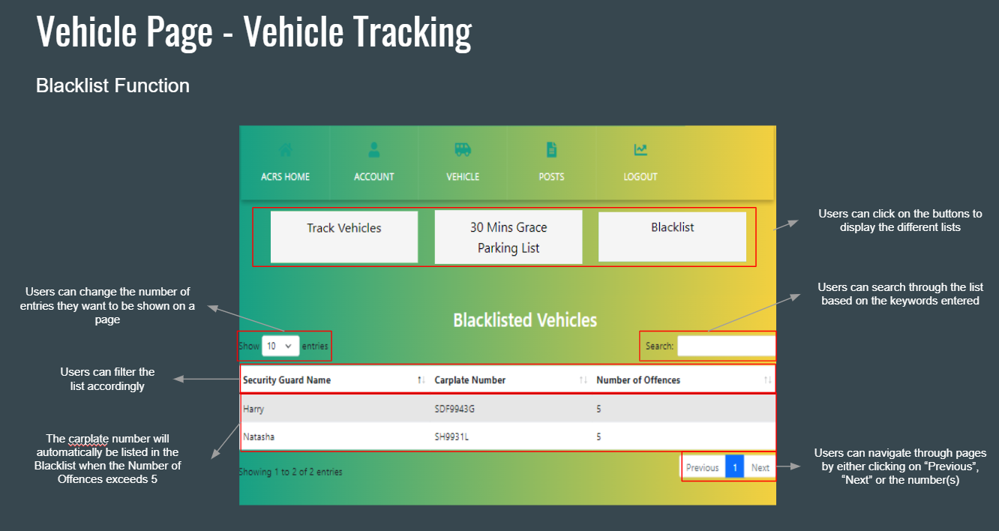 Vehicle Page - Vehicle Tracking
Blacklist Function
ACRS HOME
ACCOUNT
VEHICLE
POSTS
LOGOUT
Track Vehicles
30 Mins Grace
Parking List
Blacklist
Users can click on the buttons to
display the different lists
Users can change the number of
entries they want to be shown on a
page
Users can search through the list
based on the keywords entered
Blacklisted Vehicles
Show 10 entries
Search:
Users can filter the
list accordingly
Security Guard Name Carplate Number Number of Offences
Harry SDF9943G 5
Natasha SH9931L 5
The carplate number will
automatically be listed in the
Blacklist when the Number of
Offences exceeds 5
Showing 1 to 2 of 2 entries
Previous 1 Next
Users can navigate through pages
by either clicking on “Previous”,
“Next” or the number(s)